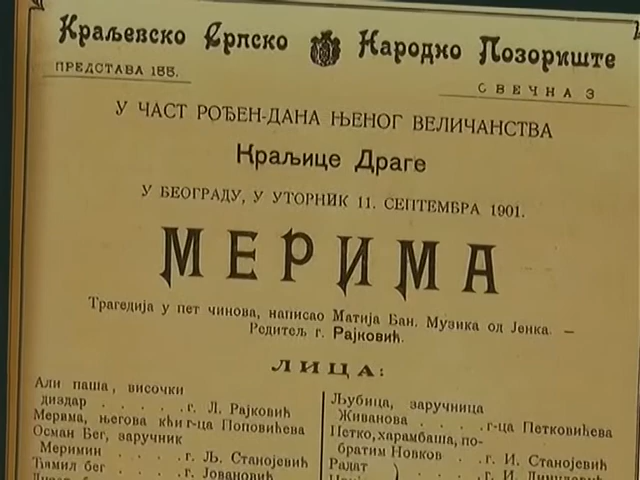 Краљевско Српско Народно Позориште
ПРЕДСТАВА 155.
СВЕЧНА 3
У ЧАСТ РОЂЕН-ДАНА ЊЕНОГ ВЕЛИЧАНСТВА
Краљице Драге
У БЕОГРАДУ, У УТОРНИК 11. СЕПТЕМБРА 1901.
МЕРИМА
Трагедија у пет чинова, написао Матија Бан. Музика од Јенка. —
Редитељ г. Рајковић.
ЛИЦА:
Али паша, височки
диздар . . . . . г. Л. Рајковић
Мерима, његова кћи г-ца Поповићева
Осман Бег, заручник
Меримин . . . . г. Љ. Станојевић
Ћамил бег . . . . г. Јовановић
Љубица, заручница
Живанова . . . . г-ца Петковићева
Петко, харамбаша, по-
братим Новков . . г. И. Станојевић
Радат